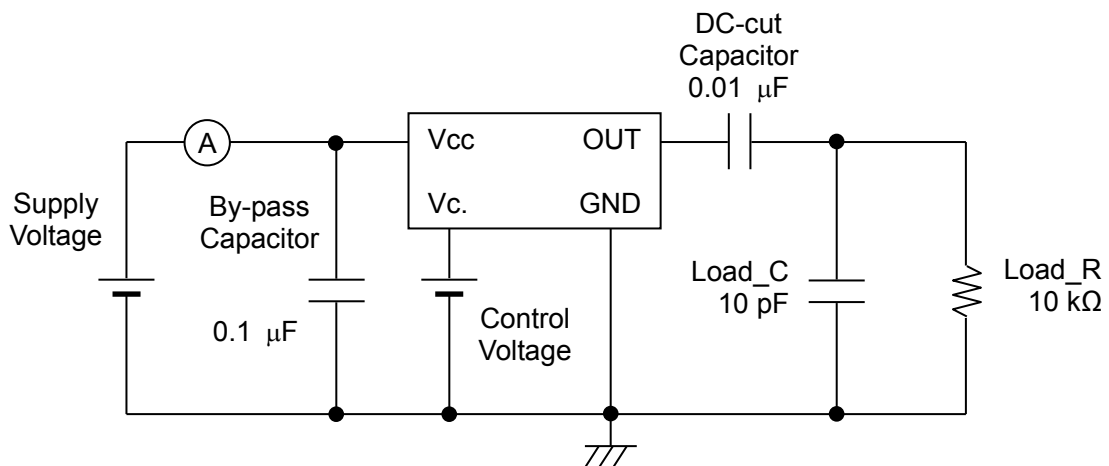 DC-cut
Capacitor
0.01 μF
A
Vcc
OUT
Vc.
GND
Supply
Voltage
By-pass
Capacitor
0.1 μF
Control
Voltage
Load_C
10 pF
Load_R
10 kΩ